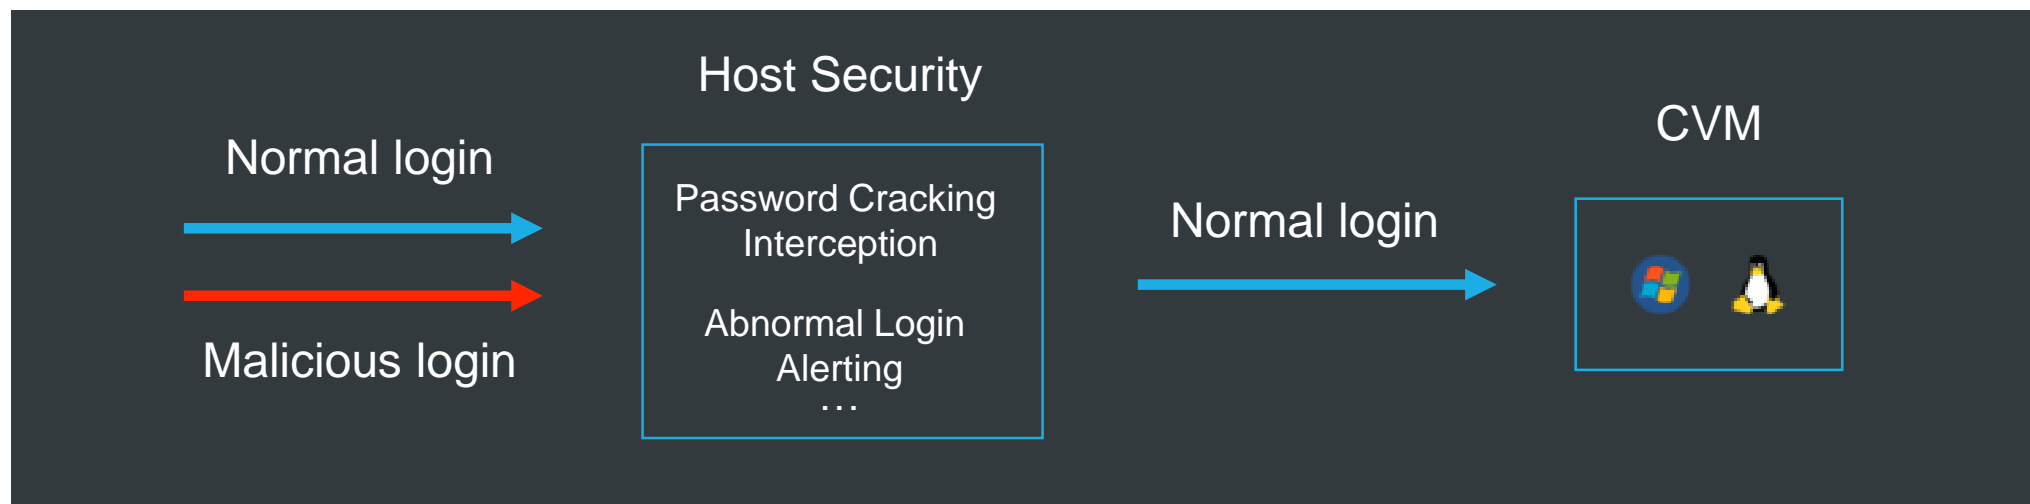 Host Security
CVM
Normal login
Password Cracking
Interception
Normal login
Abnormal Login
Alerting
…
Malicious login